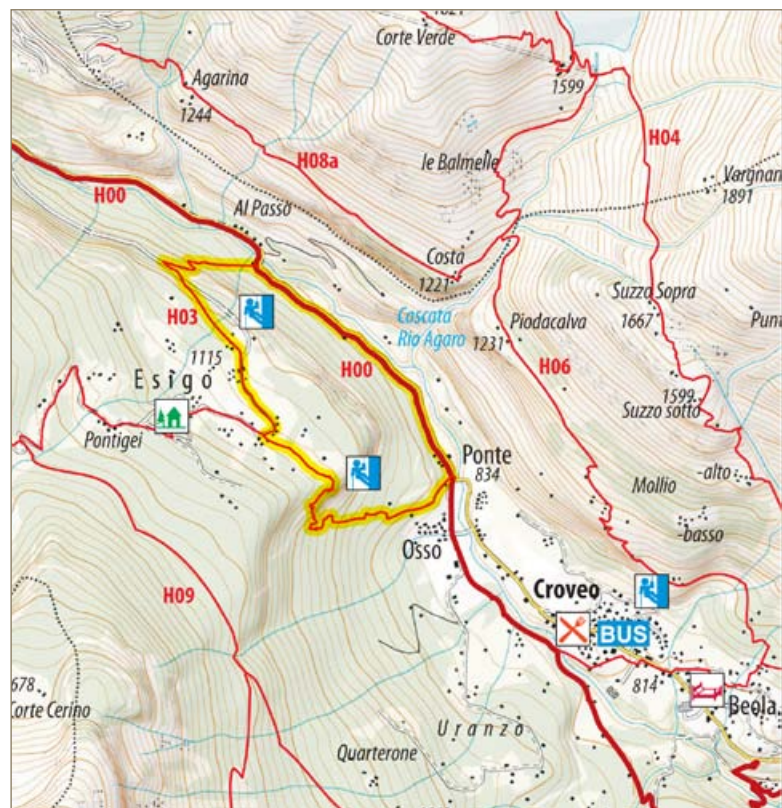 Corte Verde
1599
Agarina
1244
H04
H08a
le Balmelle
H00
Vorgnan
1891
Al Passo
Costa
1221
Suzzo Sopra
1667
Cascata
Rio Agaro
Piodacalva
1231
Punt
H03
H00
H06
1115
Esigo
1599
Suzzo sotto
Pontigei
Ponte
834
-alto
Mollio
-basso
Osso
Croveo
BUS
H09
678
Corte Cerino
814
Beola
Uranzo
Quarterone